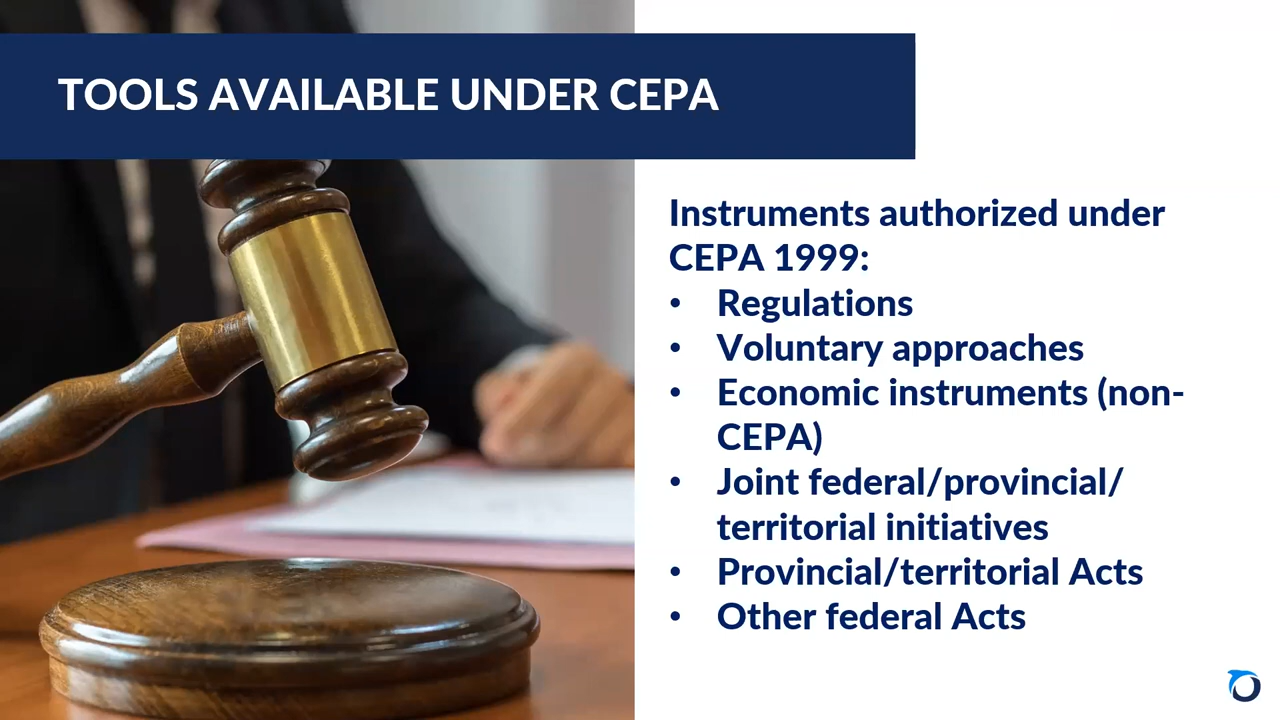 TOOLS AVAILABLE UNDER CEPA
Instruments authorized under
CEPA 1999:
• Regulations
• Voluntary approaches
• Economic instruments (non-
CEPA)
• Joint federal/provincial/
territorial initiatives
• Provincial/territorial Acts
• Other federal Acts